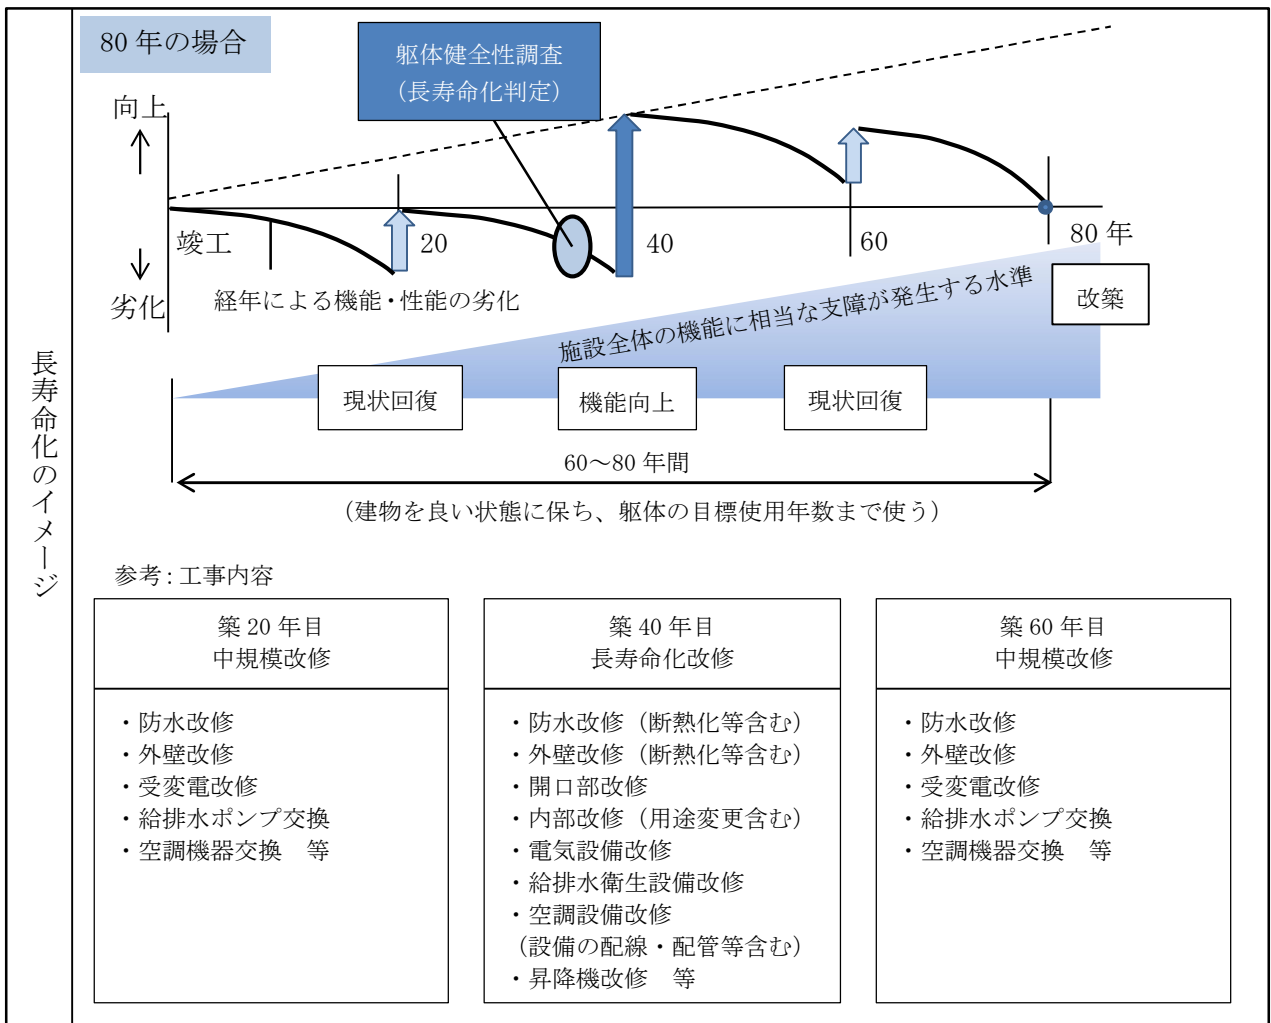 長寿命化のイメージ
80 年の場合
躯体健全性調査
（長寿命化判定）
向上
竣工
20
40
60
80 年
劣化
経年による機能・性能の劣化
施設全体の機能に相当な支障が発生する水準
改築
現状回復
機能向上
現状回復
60～80 年間
（建物を良い状態に保ち、躯体の目標使用年数まで使う）
参考：工事内容
築 20 年目
中規模改修
・防水改修
・外壁改修
・受変電改修
・給排水ポンプ交換
・空調機器交換　等
築 40 年目
長寿命化改修
・防水改修（断熱化等含む）
・外壁改修（断熱化等含む）
・開口部改修
・内部改修（用途変更含む）
・電気設備改修
・給排水衛生設備改修
・空調設備改修
（設備の配線・配管等含む）
・昇降機改修　等
築 60 年目
中規模改修
・防水改修
・外壁改修
・受変電改修
・給排水ポンプ交換
・空調機器交換　等